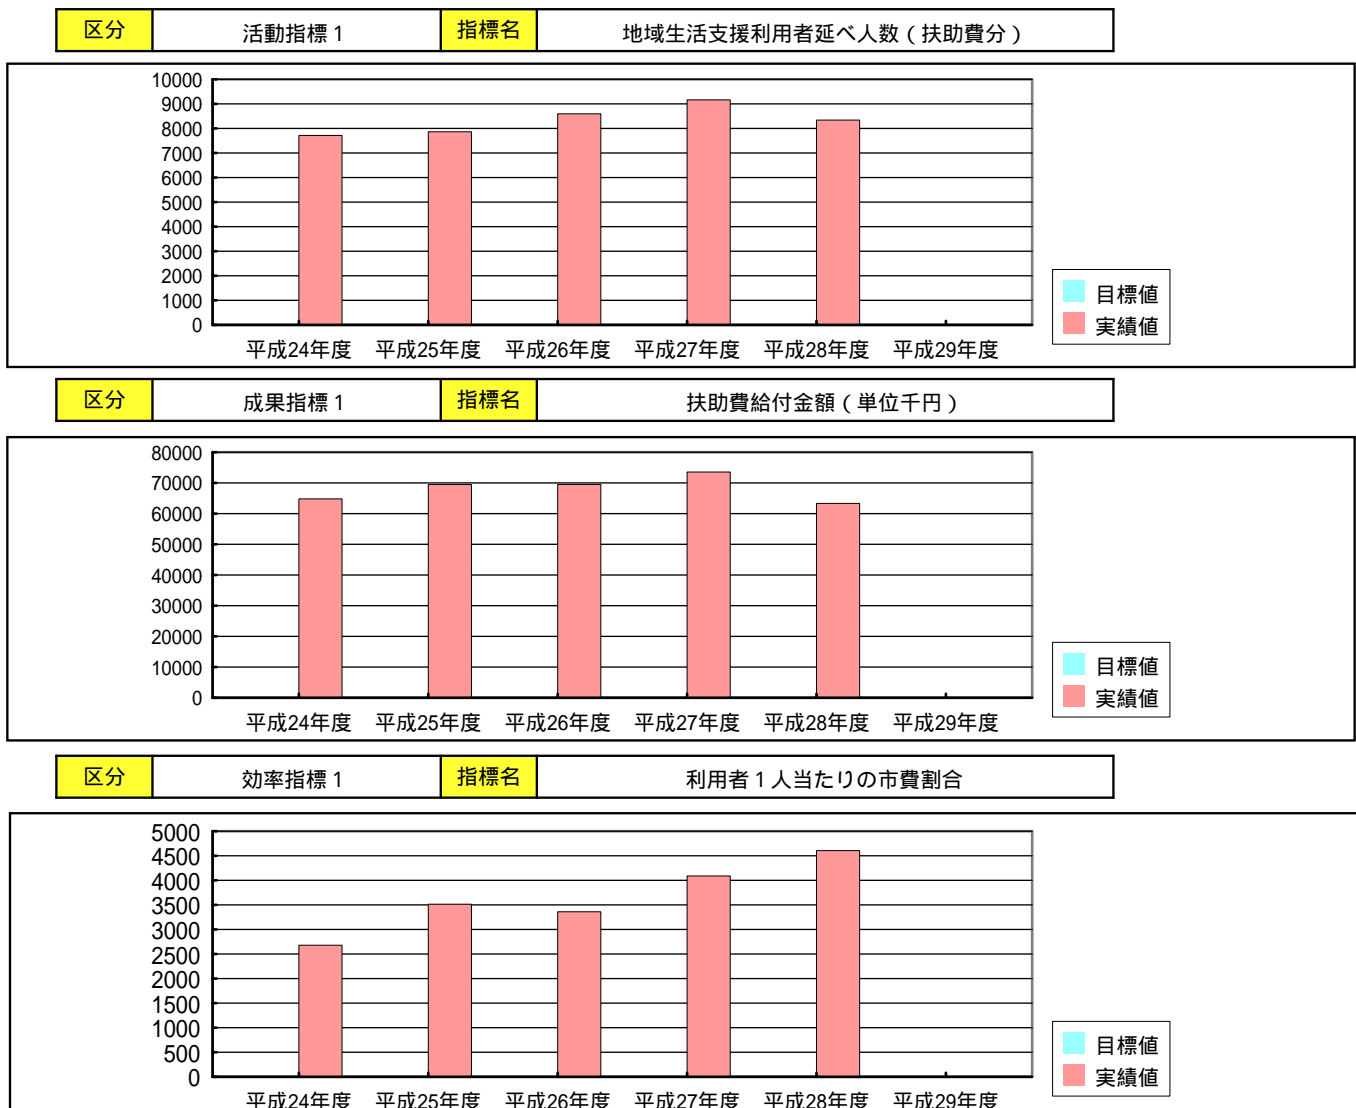 区分 活動指標１ 指標名 地域生活支援利用者延べ人数（扶助費分）
10000
9000
8000
7000
6000
5000
4000
3000
2000
1000
0
平成24年度 平成25年度 平成26年度 平成27年度 平成28年度 平成29年度
目標値
実績値
区分 成果指標１ 指標名 扶助費給付金額（単位千円）
80000
70000
60000
50000
40000
30000
20000
10000
0
平成24年度 平成25年度 平成26年度 平成27年度 平成28年度 平成29年度
目標値
実績値
区分 効率指標１ 指標名 利用者１人当たりの市費割合
5000
4500
4000
3500
3000
2500
2000
1500
1000
500
0
平成24年度 平成25年度 平成26年度 平成27年度 平成28年度 平成29年度
目標値
実績値